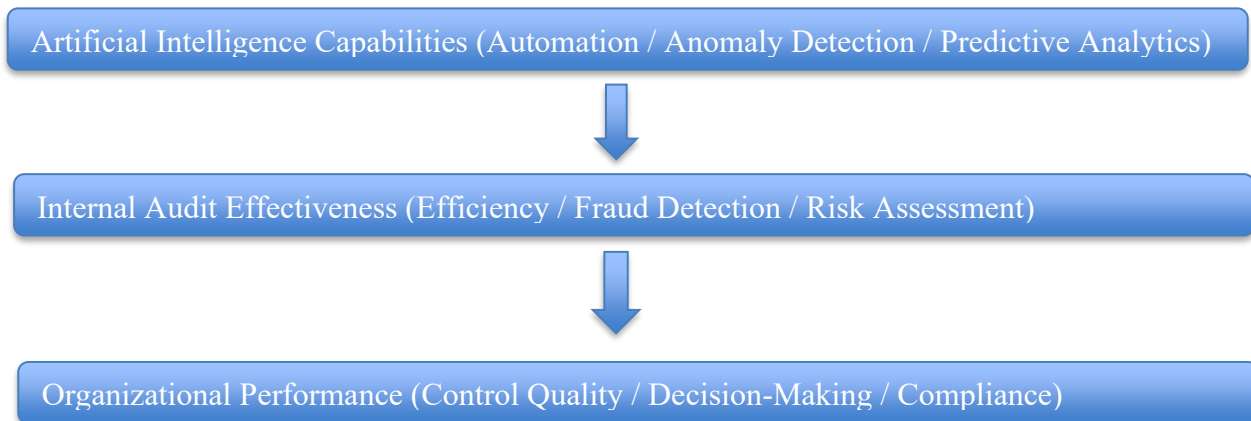 Artificial Intelligence Capabilities (Automation / Anomaly Detection / Predictive Analytics)
Internal Audit Effectiveness (Efficiency / Fraud Detection / Risk Assessment)
Organizational Performance (Control Quality / Decision-Making / Compliance)